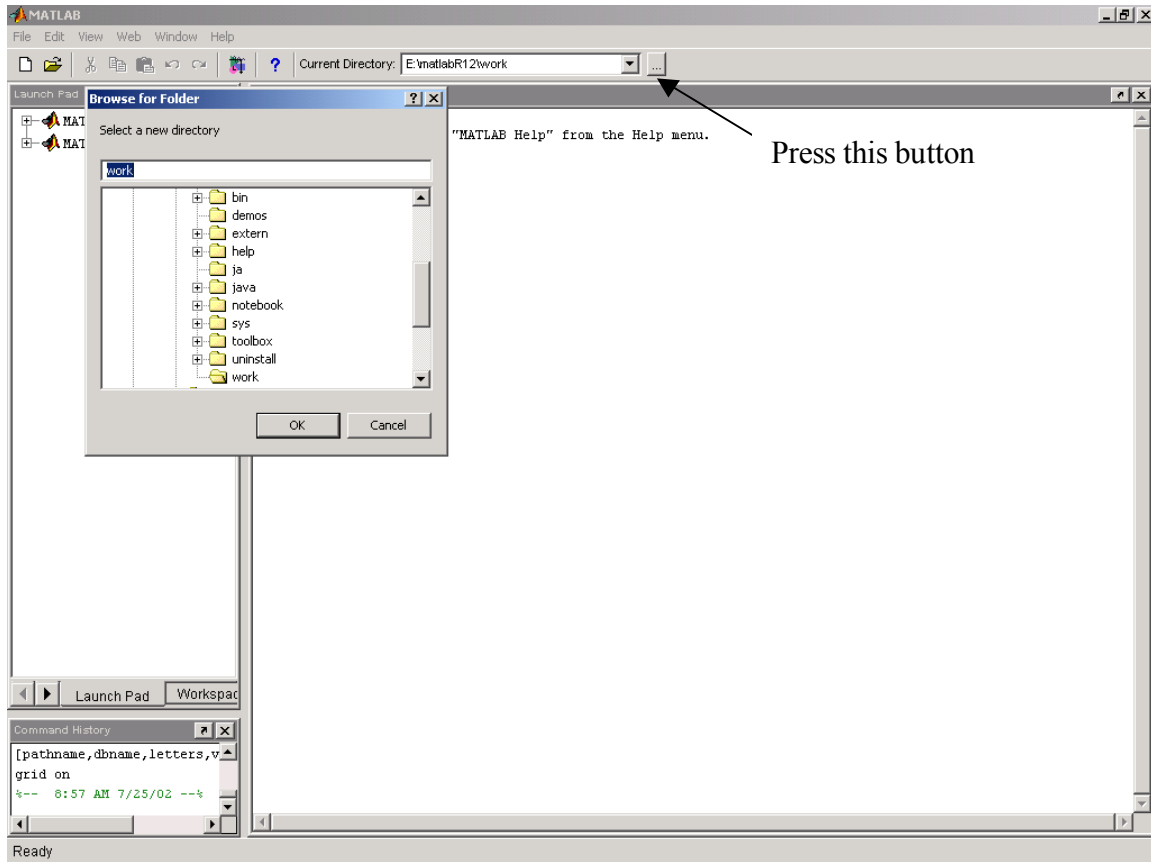 MATLAB
File Edit View Web Window Help
Current Directory: E:\matlabR12\work
...
Launch Pad
Browse for Folder
MAT
MAT
Select a new directory
work
bin
demos
extern
help
ja
java
notebook
sys
toolbox
uninstall
work
OK Cancel
"MATLAB Help" from the Help menu.
Press this button
Launch Pad Workspac
Command History
[pathname,dbname,letters,v
grid on
%-- 8:57 AM 7/25/02 --%
Ready